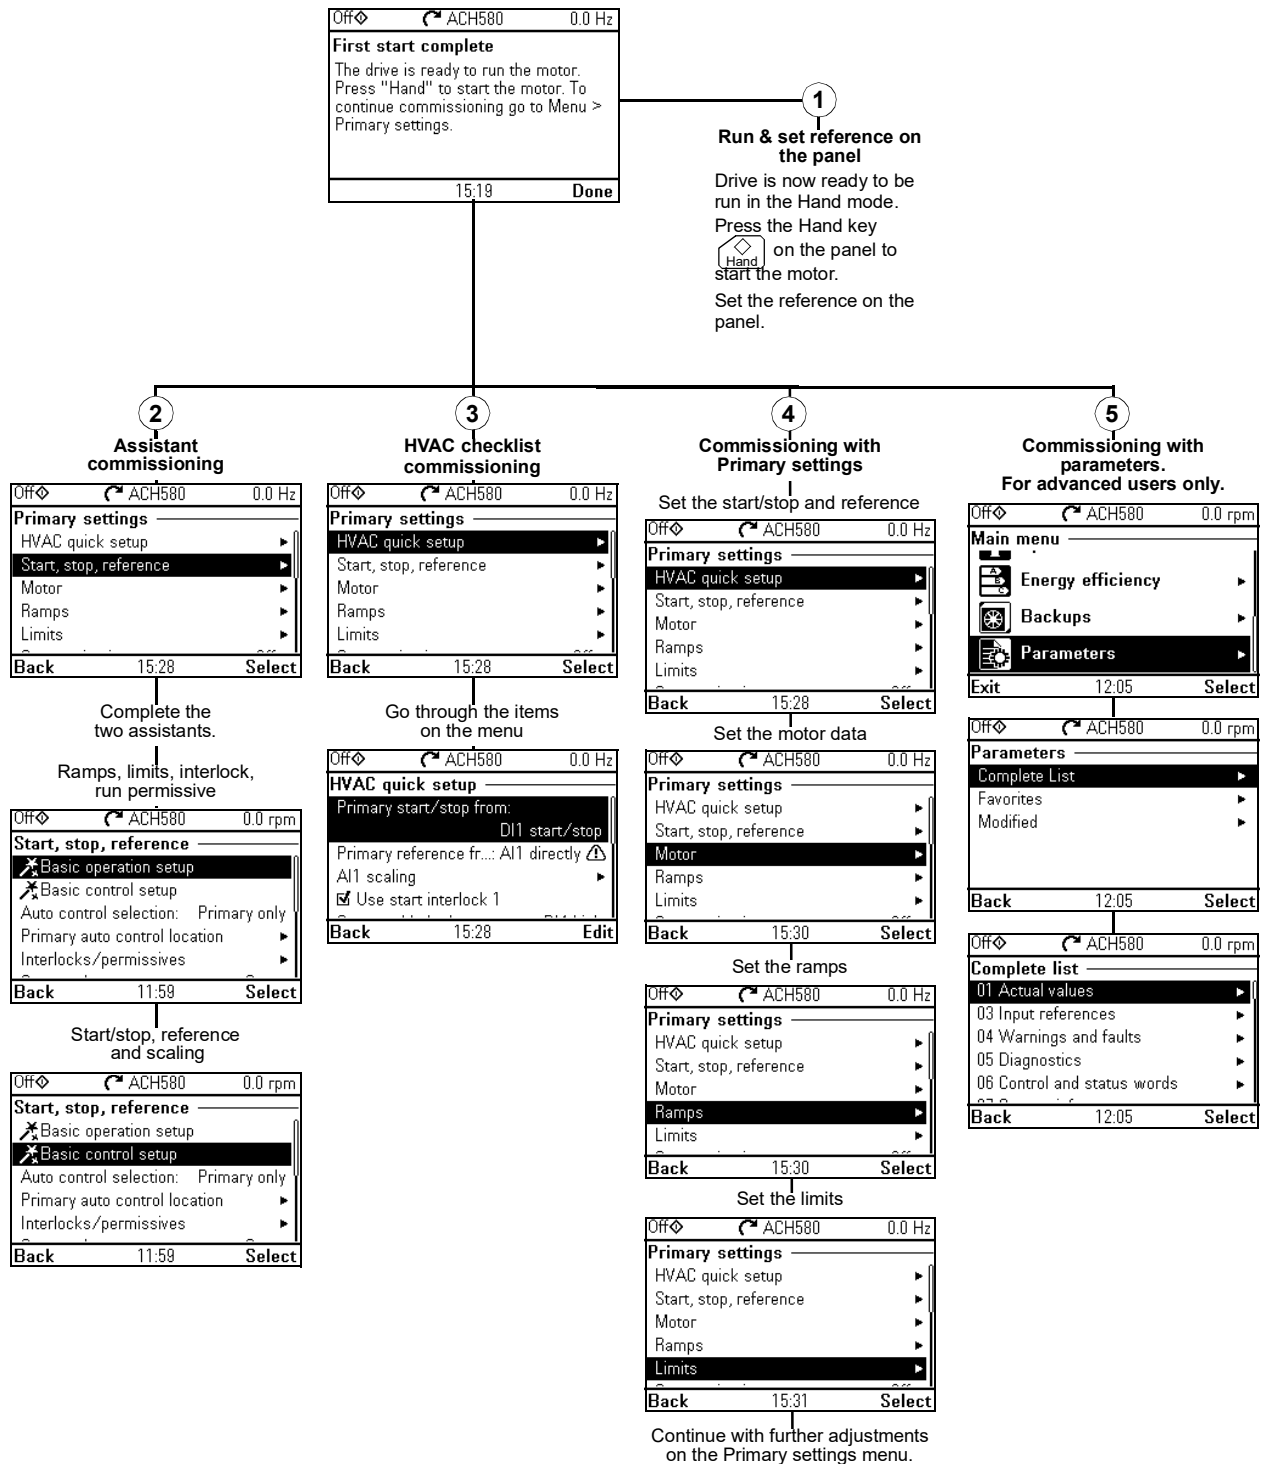 Off ACH580 0.0 Hz
First start complete
The drive is ready to run the motor.
Press "Hand" to start the motor. To
continue commissioning go to Menu >
Primary settings.
15:19 Done
1
Run & set reference on
the panel
Drive is now ready to be
run in the Hand mode.
Press the Hand key
Hand on the panel to
start the motor.
Set the reference on the
panel.
2
Assistant
commissioning
Off ACH580 0.0 Hz
Primary settings
HVAC quick setup
Start, stop, reference
Motor
Ramps
Limits
Back 15:28 Select
Complete the
two assistants.
Ramps, limits, interlock,
run permissive
Off ACH580 0.0 rpm
Start, stop, reference
Basic operation setup
Basic control setup
Auto control selection: Primary only
Primary auto control location
Interlocks/permissives
Back 11:59 Select
Start/stop, reference
and scaling
Off ACH580 0.0 rpm
Start, stop, reference
Basic operation setup
Basic control setup
Auto control selection: Primary only
Primary auto control location
Interlocks/permissives
Back 11:59 Select
3
HVAC checklist
commissioning
Off ACH580 0.0 Hz
Primary settings
HVAC quick setup
Start, stop, reference
Motor
Ramps
Limits
Back 15:28 Select
Go through the items
on the menu
Off ACH580 0.0 Hz
HVAC quick setup
Primary start/stop from:
DI1 start/stop
Primary reference fr...: AI1 directly
AI1 scaling
Use start interlock 1
Back 15:28 Edit
4
Commissioning with
Primary settings
Set the start/stop and reference
Off ACH580 0.0 Hz
Primary settings
HVAC quick setup
Start, stop, reference
Motor
Ramps
Limits
Back 15:28 Select
Set the motor data
Off ACH580 0.0 Hz
Primary settings
HVAC quick setup
Start, stop, reference
Motor
Ramps
Limits
Back 15:30 Select
Set the ramps
Off ACH580 0.0 Hz
Primary settings
HVAC quick setup
Start, stop, reference
Motor
Ramps
Limits
Back 15:30 Select
Set the limits
Off ACH580 0.0 Hz
Primary settings
HVAC quick setup
Start, stop, reference
Motor
Ramps
Limits
Back 15:31 Select
Continue with further adjustments
on the Primary settings menu.
5
Commissioning with
parameters.
For advanced users only.
Off ACH580 0.0 rpm
Main menu
A
B
C
Energy efficiency
Backups
Parameters
Exit 12:05 Select
Off ACH580 0.0 rpm
Parameters
Complete List
Favorites
Modified
Back 12:05 Select
Off ACH580 0.0 rpm
Complete list
01 Actual values
03 Input references
04 Warnings and faults
05 Diagnostics
06 Control and status words
Back 12:05 Select